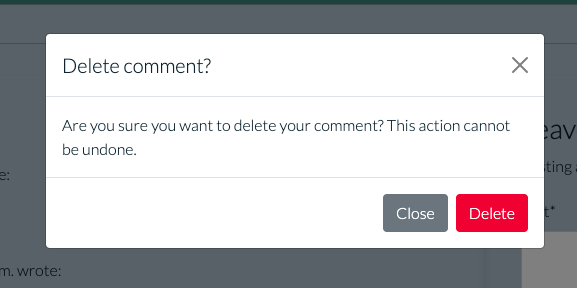 Delete comment?
Are you sure you want to delete your comment? This action cannot
be undone.
eav
sting a
e:
t*
Close
Delete
m. wrote: